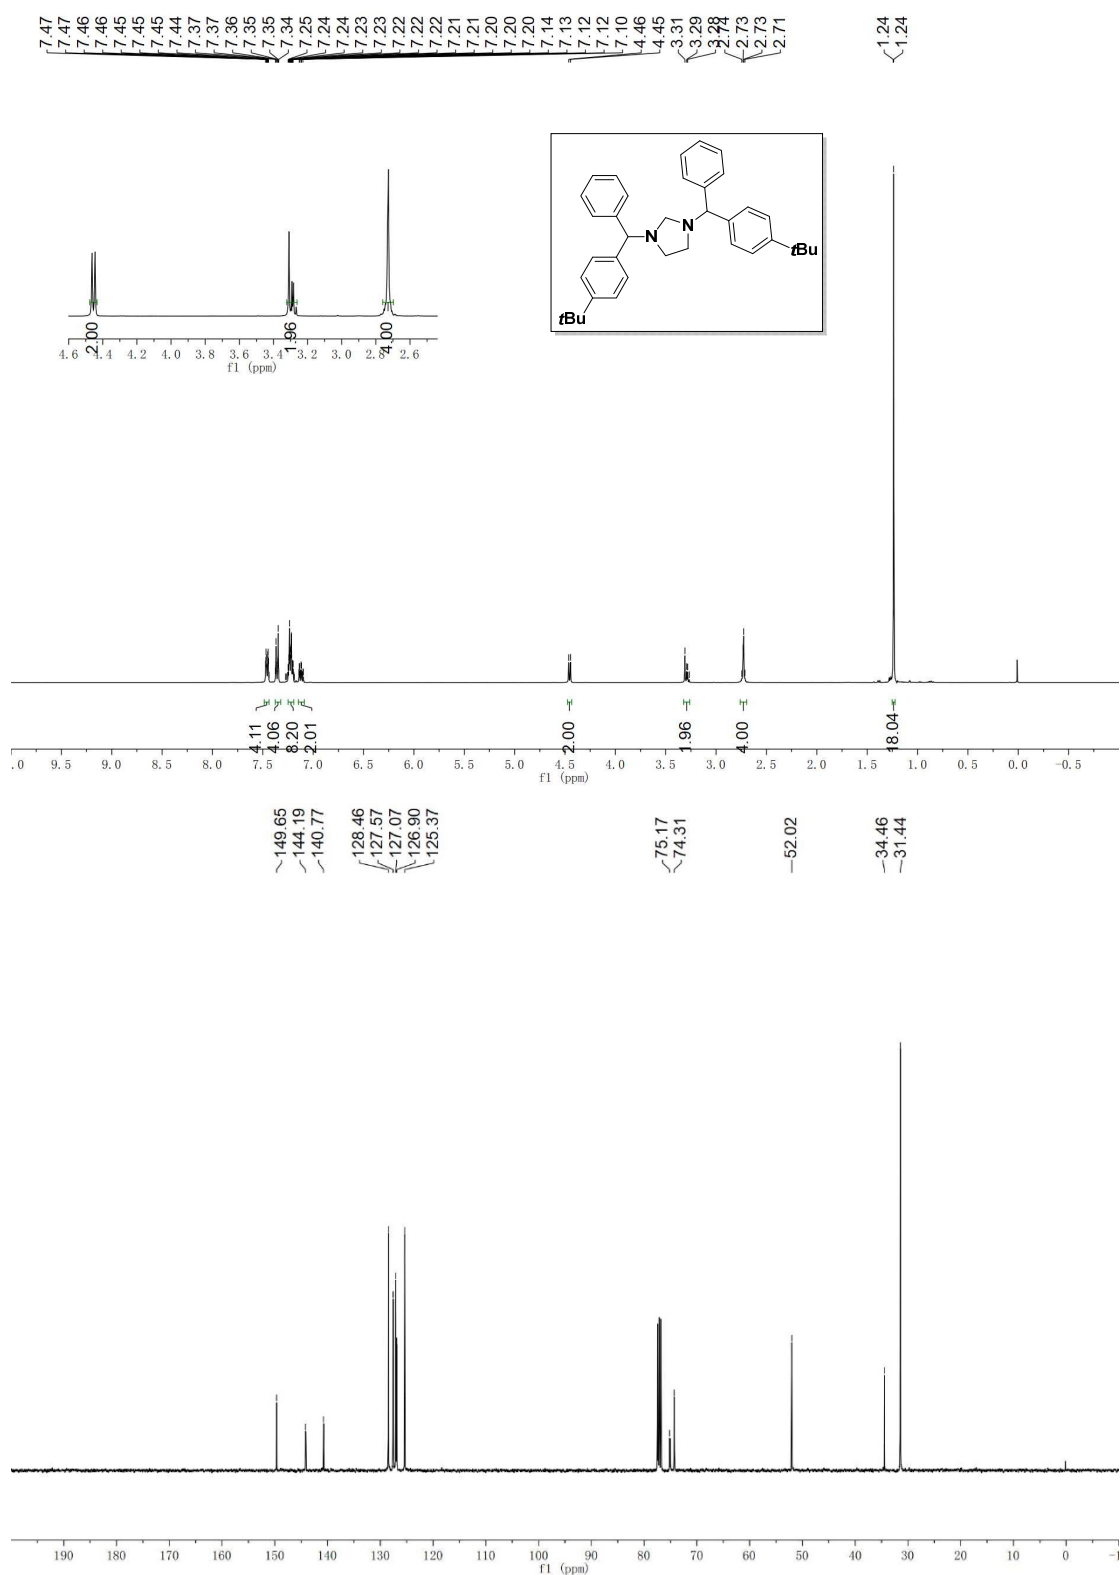 7.47 7.47 7.46 7.46 7.45 7.45 7.45 7.44 7.37 7.37 7.36 7.35 7.35 7.34 7.25 7.24 7.24 7.23 7.23 7.22 7.22 7.22 7.21 7.21 7.20 7.20 7.20 7.14 7.13 7.12 7.12 7.10 4.46 4.45 3.31 3.29 3.28 2.74 2.73 2.73 2.71 1.24 1.24
N
N
tBu
tBu
2.00 1.96 4.00
4.6 4.4 4.2 4.0 3.8 3.6 3.4 3.2 3.0 2.8 2.6
f1 (ppm)
4.11 4.06 8.20 2.01 2.00 1.96 4.00 18.04
.0 9.5 9.0 8.5 8.0 7.5 7.0 6.5 6.0 5.5 5.0 4.5 4.0 3.5 3.0 2.5 2.0 1.5 1.0 0.5 0.0 -0.5
f1 (ppm)
149.65 144.19 140.77 128.46 127.57 127.07 126.90 125.37 75.17 74.31 52.02 34.46 31.44
190 180 170 160 150 140 130 120 110 100 90 80 70 60 50 40 30 20 10 0 -1
f1 (ppm)